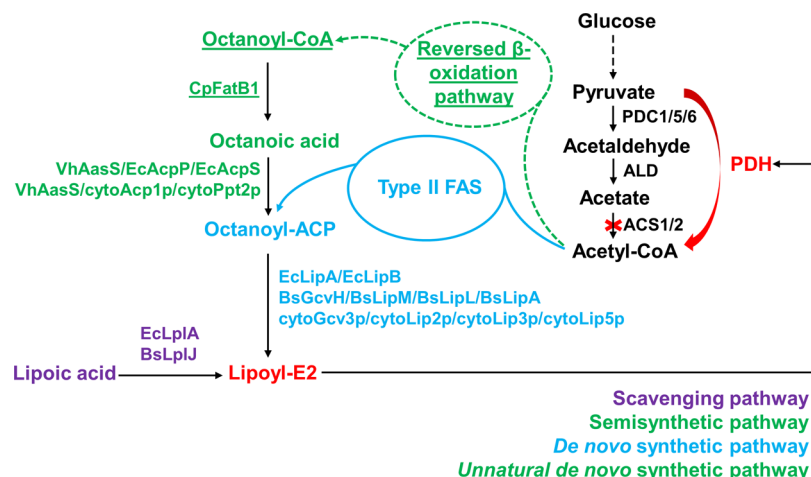 Octanoyl-CoA
CpFatB1
Octanoic acid
VhAasS/EcAcpP/EcAcpS
VhAasS/cytoAcp1p/cytoPpt2p
Octanoyl-ACP
Reversed β-
oxidation
pathway
Type II FAS
Glucose
Pyruvate
PDC1/5/6
Acetaldehyde
ALD
Acetate
ACS1/2
Acetyl-CoA
PDH
EcLipA/EcLipB
BsGcvH/BsLipM/BsLipL/BsLipA
cytoGcv3p/cytoLip2p/cytoLip3p/cytoLip5p
EcLplA
BsLplJ
Lipoic acid
Lipoyl-E2
Scavenging pathway
Semisynthetic pathway
De novo synthetic pathway
Unnatural de novo synthetic pathway